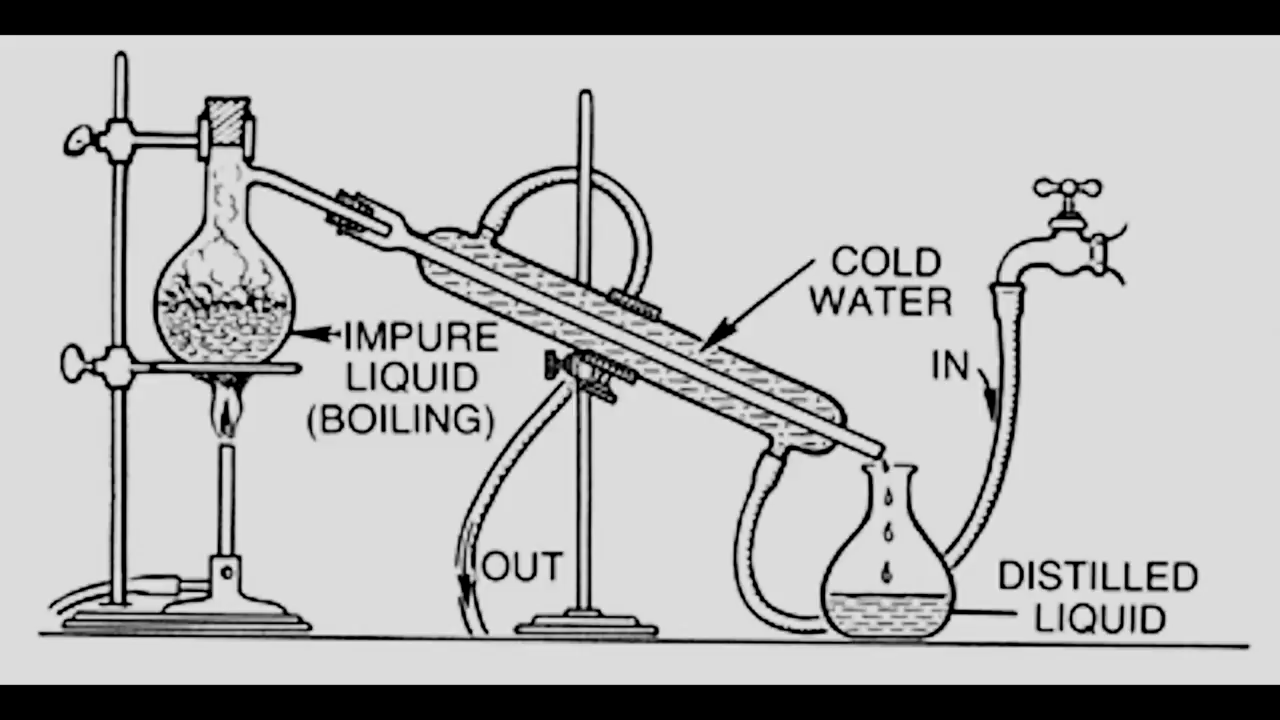 COLD
WATER
IMPURE
LIQUID
(BOILING)
IN
OUT
DISTILLED
LIQUID